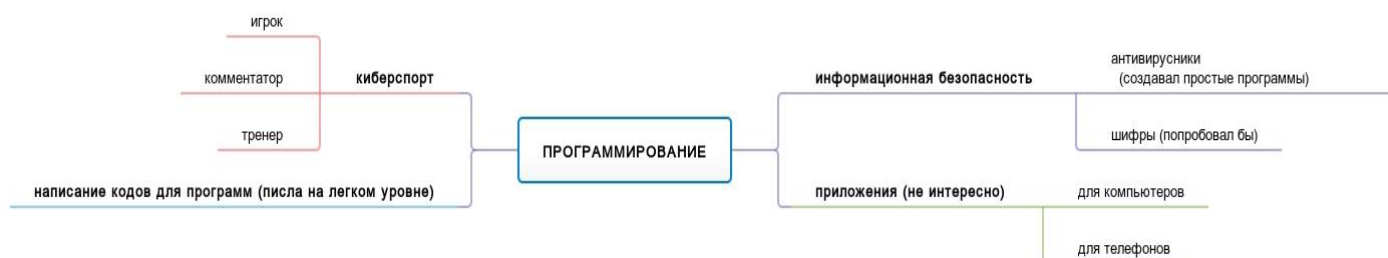 игрок
комментатор
киберспорт
тренер
написание кодов для программ (писла на легком уровне)
ПРОГРАММИРОВАНИЕ
информационная безопасность
антивирусники
(создавал простые программы)
шифры (попробовал бы)
приложения (не интересно)
для компьютеров
для телефонов